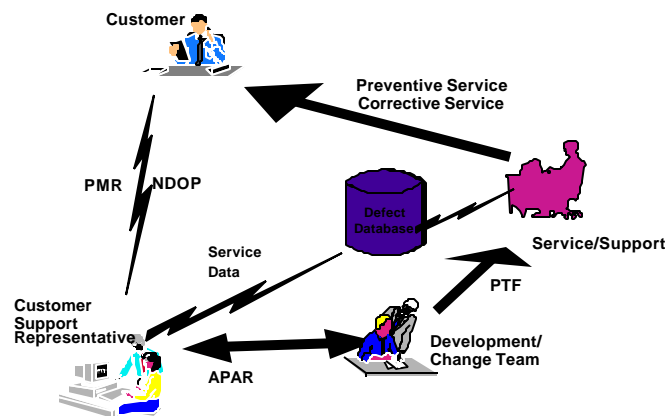 Customer
Preventive Service
Corrective Service
PMR
NDOP
Defect
Database
Service
Data
Service/Support
PTF
Customer
Support
Representative
Development/
Change Team
APAR